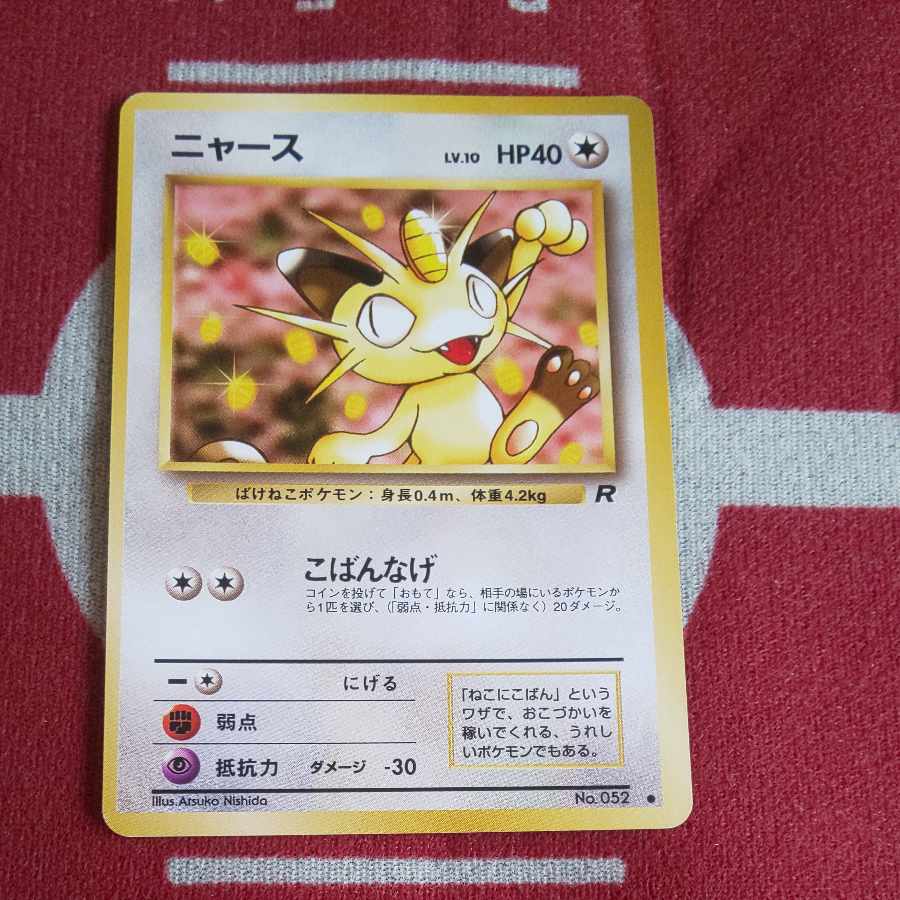 ニャース LV.10 HP40
ばけねこポケモン：身長0.4m、体重4.2kg R
こばんなげ
コインを投げて「おもて」なら、相手の場にいるポケモンか
ら1匹を選び、（「弱点・抵抗力」に関係なく）20ダメージ。
にげる
弱点
抵抗力 ダメージ -30
「ねこにこばん」という
ワザで、おこづかいを
稼いでくれる、うれし
いポケモンでもある。
Illus.Atsuko Nishida
No.052 ●